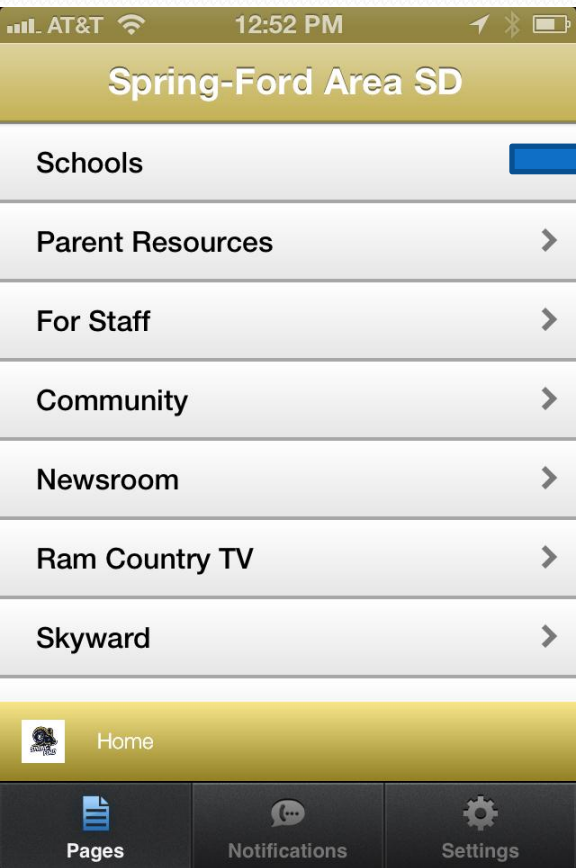 AT&T 12:52 PM
Spring-Ford Area SD
Schools
Parent Resources
For Staff
Community
Newsroom
Ram Country TV
Skyward
Home
Pages Notifications Settings